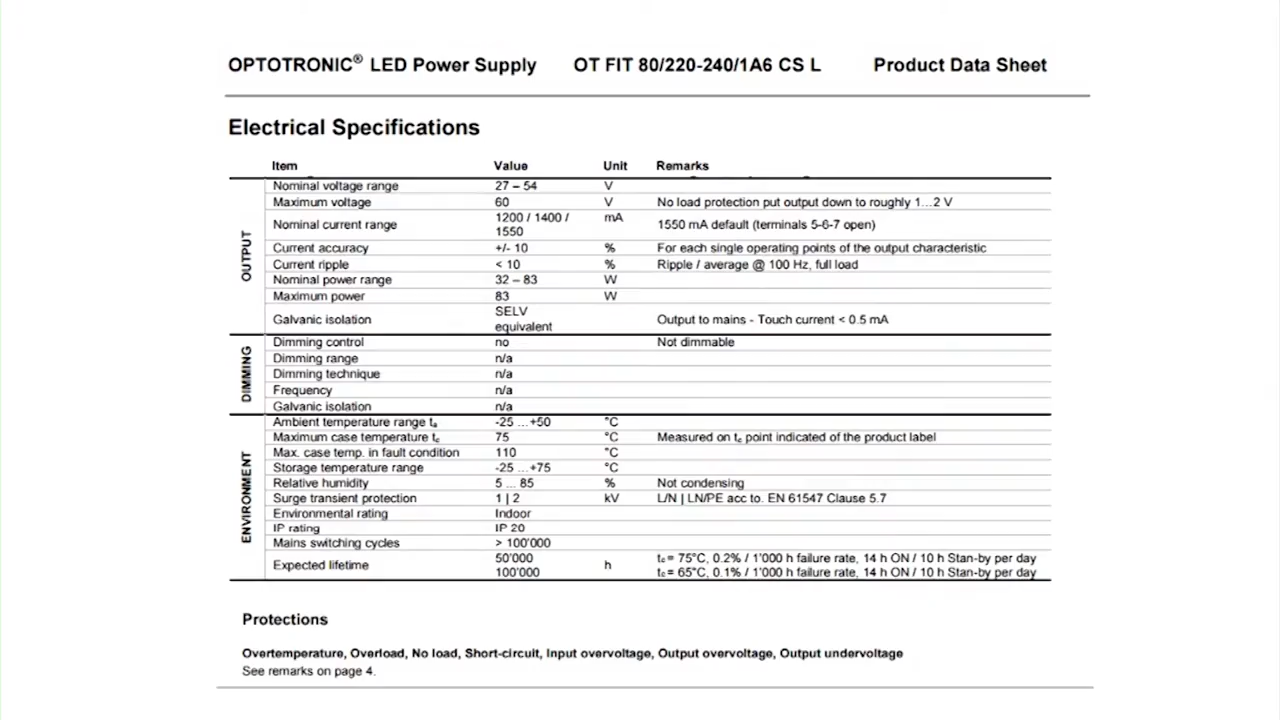 OPTOTRONIC® LED Power Supply OT FIT 80/220-240/1A6 CS L Product Data Sheet
Electrical Specifications
Item Value Unit Remarks
OUTPUT
Nominal voltage range 27 – 54 V
Maximum voltage 60 V No load protection put output down to roughly 1...2 V
Nominal current range 1200 / 1400 / 1550 mA 1550 mA default (terminals 5-6-7 open)
Current accuracy +/- 10 % For each single operating points of the output characteristic
Current ripple < 10 % Ripple / average @ 100 Hz, full load
Nominal power range 32 – 83 W
Maximum power 83 W
Galvanic isolation SELV equivalent Output to mains - Touch current < 0.5 mA
DIMMING
Dimming control no Not dimmable
Dimming range n/a
Dimming technique n/a
Frequency n/a
Galvanic isolation n/a
ENVIRONMENT
Ambient temperature range ta -25 ...+50 °C
Maximum case temperature tc 75 °C Measured on tc point indicated of the product label
Max. case temp. in fault condition 110 °C
Storage temperature range -25 ...+75 °C
Relative humidity 5 ... 85 % Not condensing
Surge transient protection 1 | 2 kV L/N | LN/PE acc to. EN 61547 Clause 5.7
Environmental rating Indoor
IP rating IP 20
Mains switching cycles > 100'000
Expected lifetime 50'000 h tc = 75°C, 0.2% / 1'000 h failure rate, 14 h ON / 10 h Stan-by per day
100'000 tc = 65°C, 0.1% / 1'000 h failure rate, 14 h ON / 10 h Stan-by per day
Protections
Overtemperature, Overload, No load, Short-circuit, Input overvoltage, Output overvoltage, Output undervoltage
See remarks on page 4.